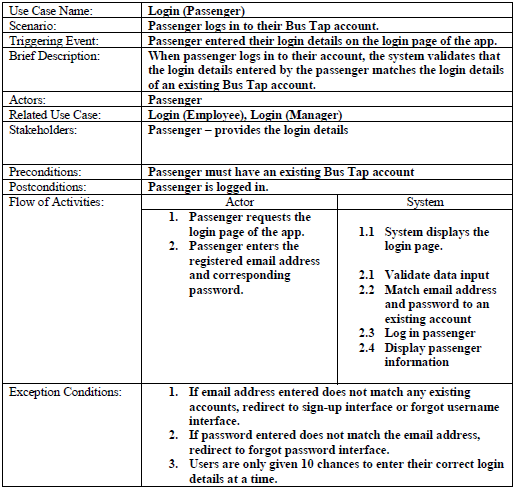 Use Case Name: Login (Passenger)
Scenario: Passenger logs in to their Bus Tap account.
Triggering Event: Passenger entered their login details on the login page of the app.
Brief Description: When passenger logs in to their account, the system validates that
the login details entered by the passenger matches the login details
of an existing Bus Tap account.
Actors: Passenger
Related Use Case: Login (Employee), Login (Manager)
Stakeholders: Passenger – provides the login details
Preconditions: Passenger must have an existing Bus Tap account
Postconditions: Passenger is logged in.
Flow of Activities: Actor System
1. Passenger requests the
login page of the app.
2. Passenger enters the
registered email address
and corresponding
password.
1.1 System displays the
login page.
2.1 Validate data input
2.2 Match email address
and password to an
existing account
2.3 Log in passenger
2.4 Display passenger
information
Exception Conditions: 1. If email address entered does not match any existing
accounts, redirect to sign-up interface or forgot username
interface.
2. If password entered does not match the email address,
redirect to forgot password interface.
3. Users are only given 10 chances to enter their correct login
details at a time.